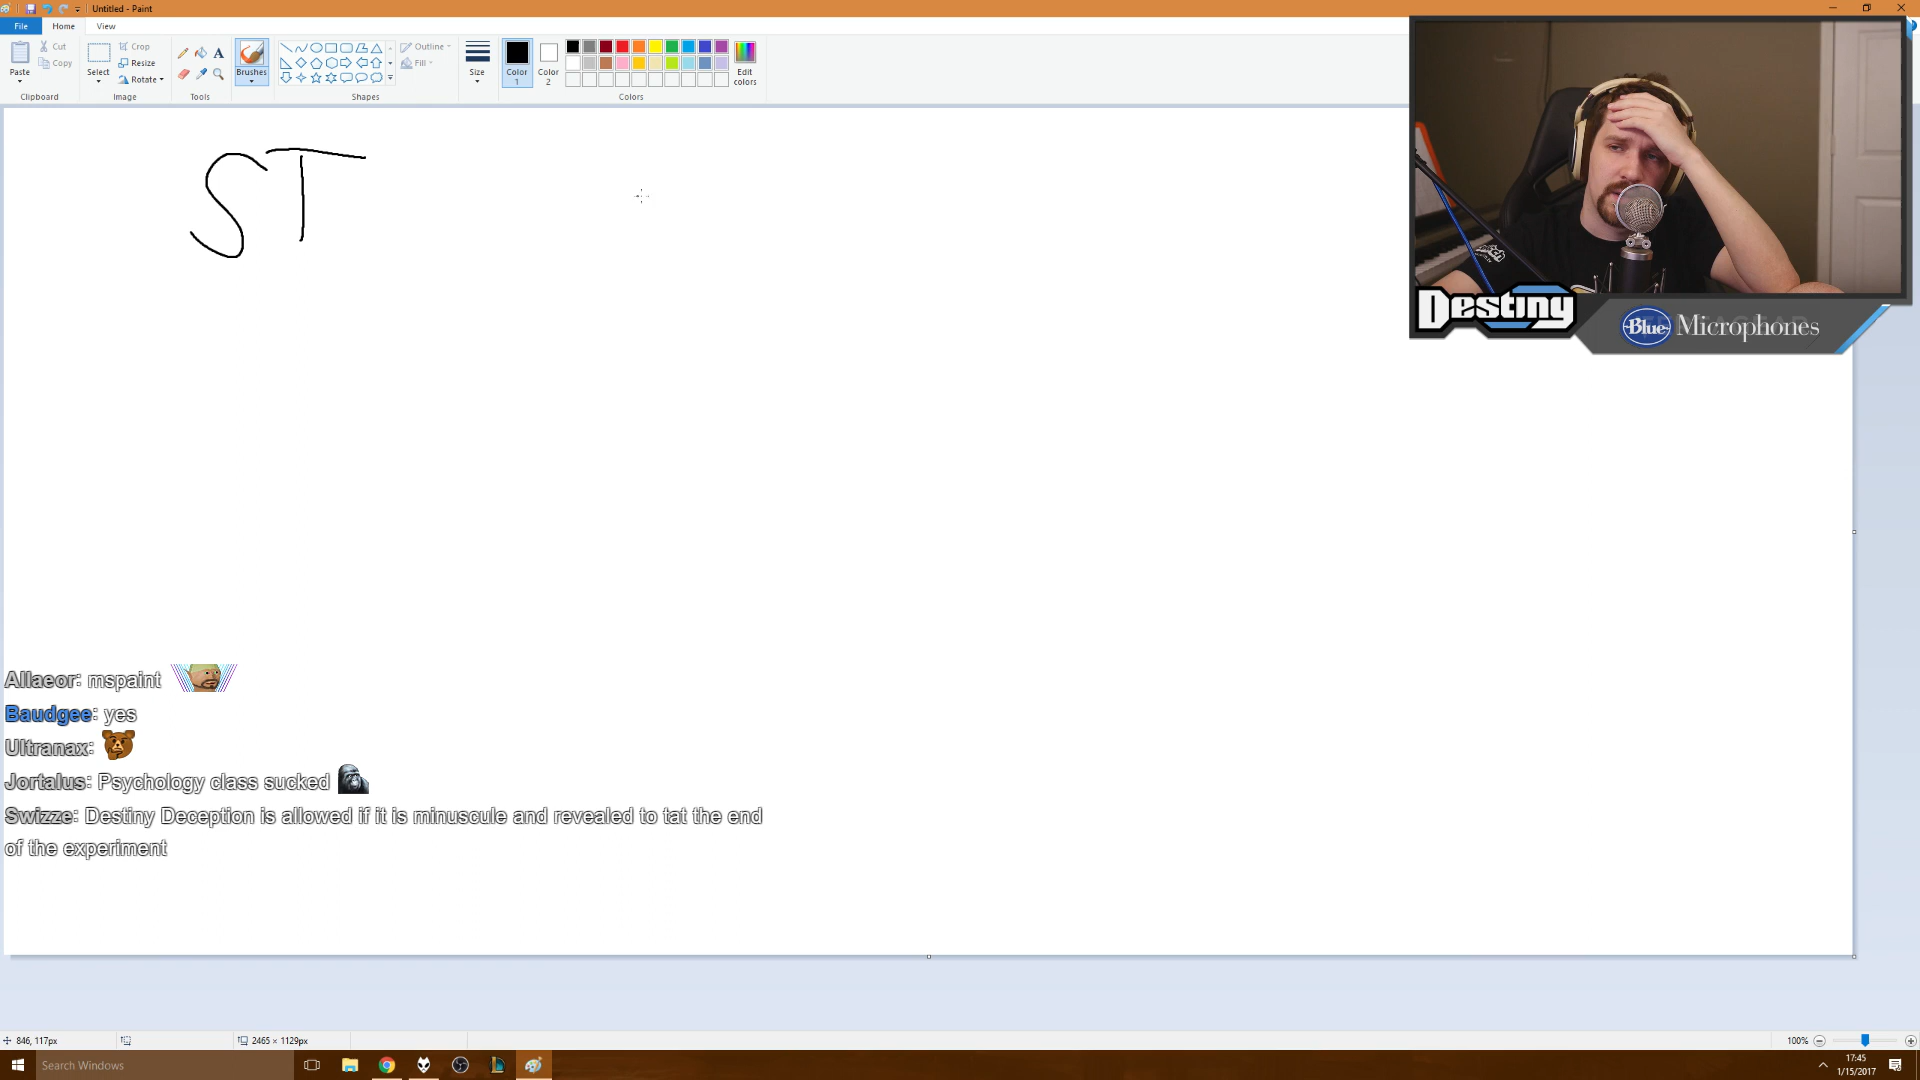 Untitled - Paint
File Home View
Paste
Cut
Copy
Clipboard
Select
Crop
Resize
Rotate
Image
A
Tools
Brushes
Outline
Fill
Shapes
Size
Color 1
Color 2
Edit colors
Colors
ST
Destiny
Blue Microphones
Allaeor: mspaint
Baudgee: yes
Ultranax:
Jortalus: Psychology class sucked
Swizze: Destiny Deception is allowed if it is minuscule and revealed to tat the end
of the experiment
846, 117px
2465 × 1129px
100%
Search Windows
17:45
1/15/2017